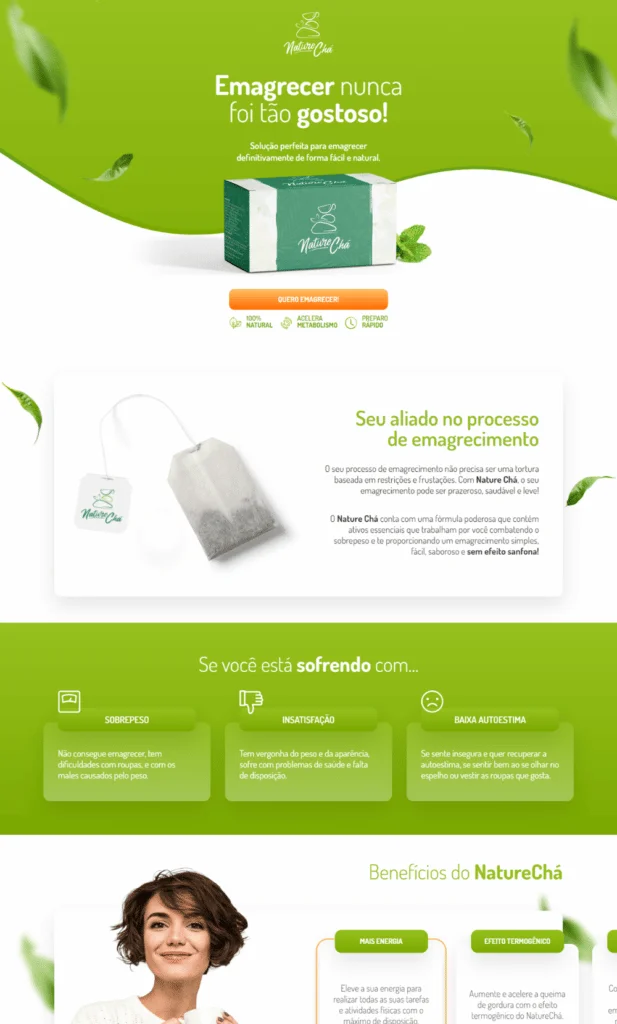 Nature Chá
Emagrecer nunca
foi tão gostoso!
Solução perfeita para emagrecer
definitivamente de forma fácil e natural.
Nature Chá
QUERO EMAGRECER!
100%
NATURAL
ACELERA
METABOLISMO
PREPARO
RÁPIDO
Nature Chá
Seu aliado no processo
de emagrecimento
O seu processo de emagrecimento não precisa ser uma tortura
baseada em restrições e frustações. Com Nature Chá, o seu
emagrecimento pode ser prazeroso, saudável e leve!
O Nature Chá conta com uma fórmula poderosa que contém
ativos essenciais que trabalham por você combatendo o
sobrepeso e te proporcionando um emagrecimento simples,
fácil, saboroso e sem efeito sanfona!
Se você está sofrendo com...
SOBREPESO
Não consegue emagrecer, tem
dificuldades com roupas, e com os
males causados pelo peso.
INSATISFAÇÃO
Tem vergonha do peso e da aparência,
sofre com problemas de saúde e falta
de disposição.
BAIXA AUTOESTIMA
Se sente insegura e quer recuperar a
autoestima, se sentir bem ao se olhar no
espelho ou vestir as roupas que gosta.
Benefícios do NatureChá
MAIS ENERGIA
Eleve a sua energia para
realizar todas as suas tarefas
e atividades físicas com o
máximo de disposição
EFEITO TERMOGÊNICO
Aumente e acelere a queima
de gordura com o efeito
termogênico do NatureChá.